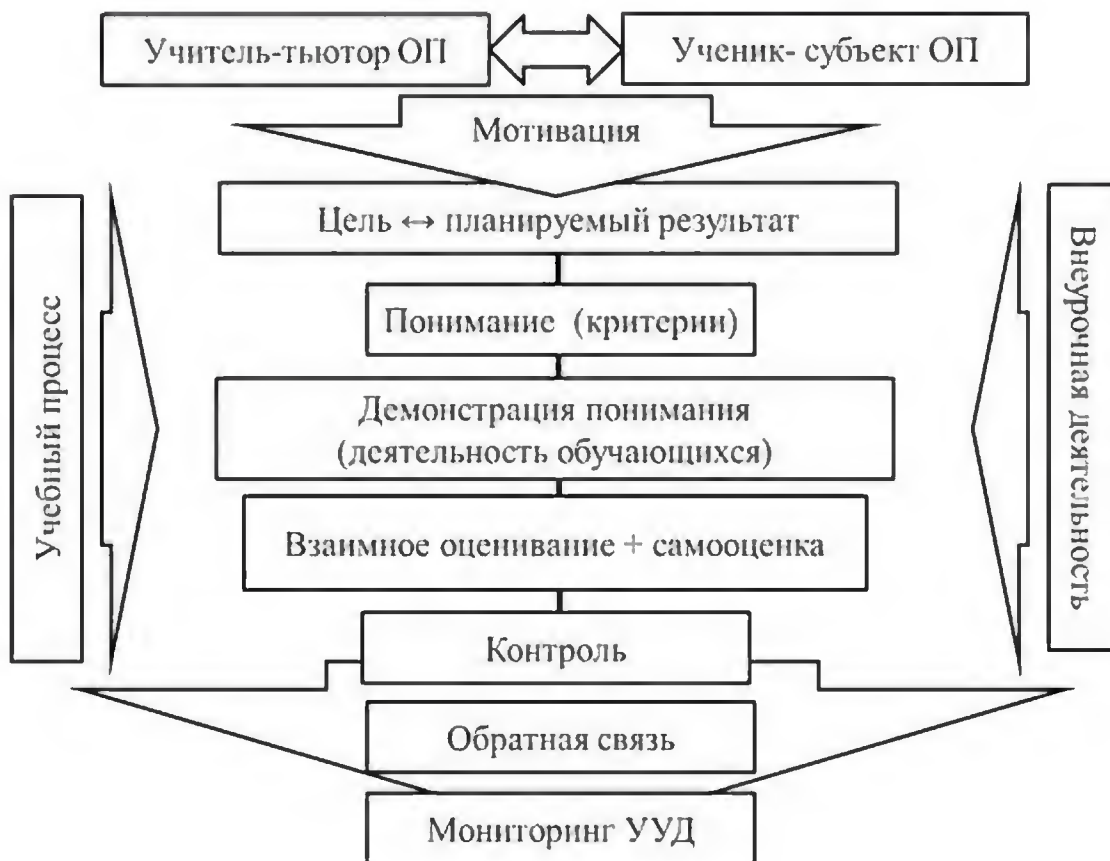 Учитель-тьютор ОП
Ученик- субъект ОП
Мотивация
Цель ↔ планируемый результат
Учебный процесс
Внеурочная деятельность
Понимание (критерии)
Демонстрация понимания
(деятельность обучающихся)
Взаимное оценивание + самооценка
Контроль
Обратная связь
Мониторинг УУД